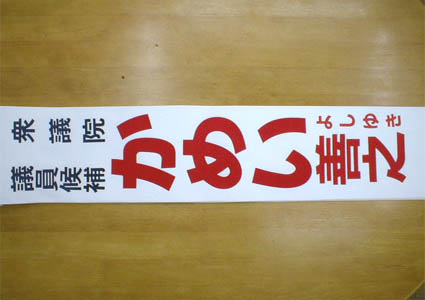 衆議院
議員候補
かめい
よしゆき
善之